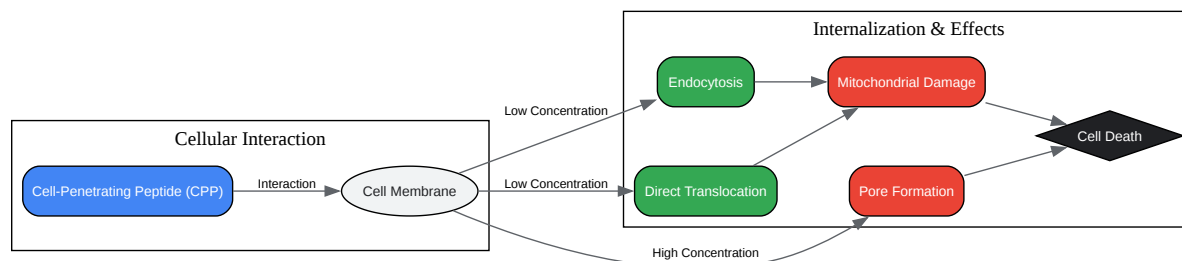 Internalization & Effects
Endocytosis
Mitochondrial Damage
Low Concentration
Cellular Interaction
Cell Death
Cell-Penetrating Peptide (CPP)
Interaction
Cell Membrane
Low Concentration
Direct Translocation
Pore Formation
High Concentration